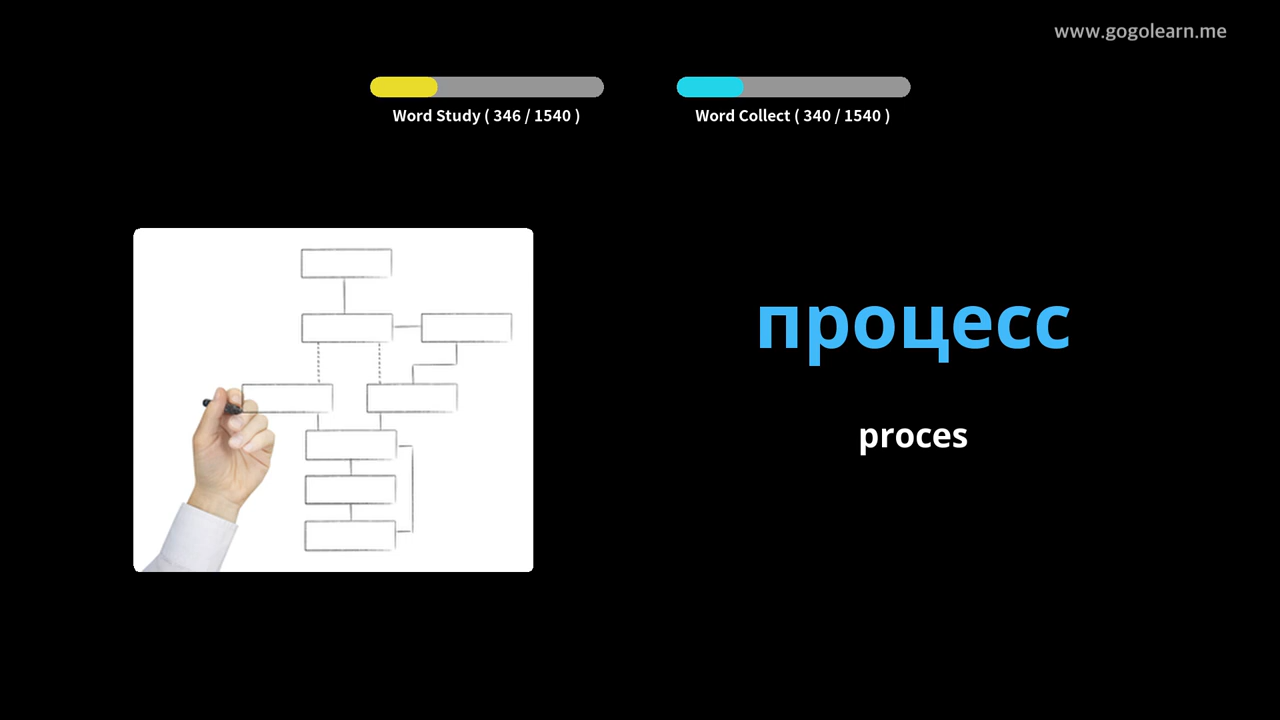 www.gogolearn.me
Word Study ( 346 / 1540 )
Word Collect ( 340 / 1540 )
процесс
proces